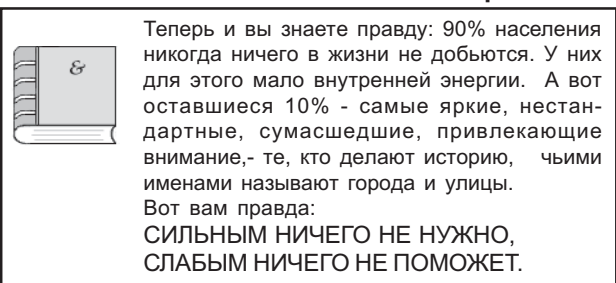 Теперь и вы знаете правду: 90% населения
никогда ничего в жизни не добьются. У них
для этого мало внутренней энергии. А вот
оставшиеся 10% - самые яркие, нестан-
дартные, сумасшедшие, привлекающие
внимание,- те, кто делают историю, чьими
именами называют города и улицы.
Вот вам правда:
СИЛЬНЫМ НИЧЕГО НЕ НУЖНО,
СЛАБЫМ НИЧЕГО НЕ ПОМОЖЕТ.
&